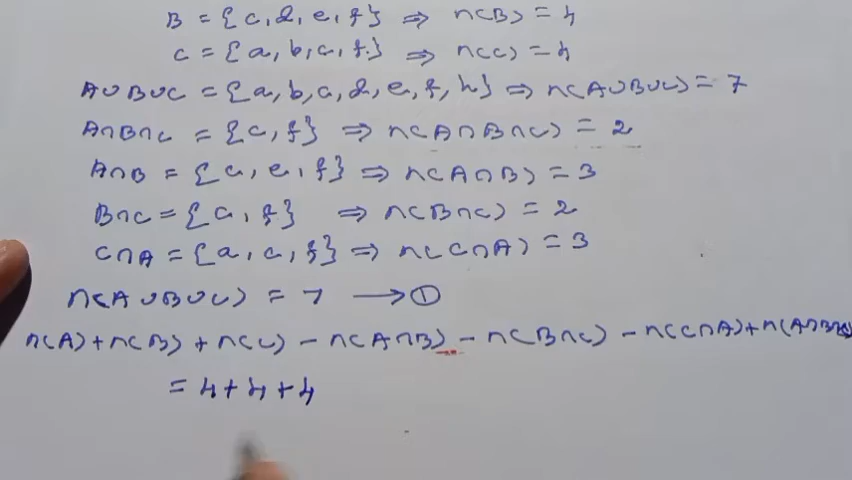 B = {c, d, e, f} ⇒ n(B) = 4
C = {a, b, c, f} ⇒ n(C) = 4
A∪B∪C = {a, b, c, d, e, f, h} ⇒ n(A∪B∪C) = 7
A∩B∩C = {c, f} ⇒ n(A∩B∩C) = 2
A∩B = {c, e, f} ⇒ n(A∩B) = 3
B∩C = {c, f} ⇒ n(B∩C) = 2
C∩A = {a, c, f} ⇒ n(C∩A) = 3
n(A∪B∪C) = 7 → ①
n(A) + n(B) + n(C) - n(A∩B) - n(B∩C) - n(C∩A) + n(A∩B∩C)
= 4 + 4 + 4